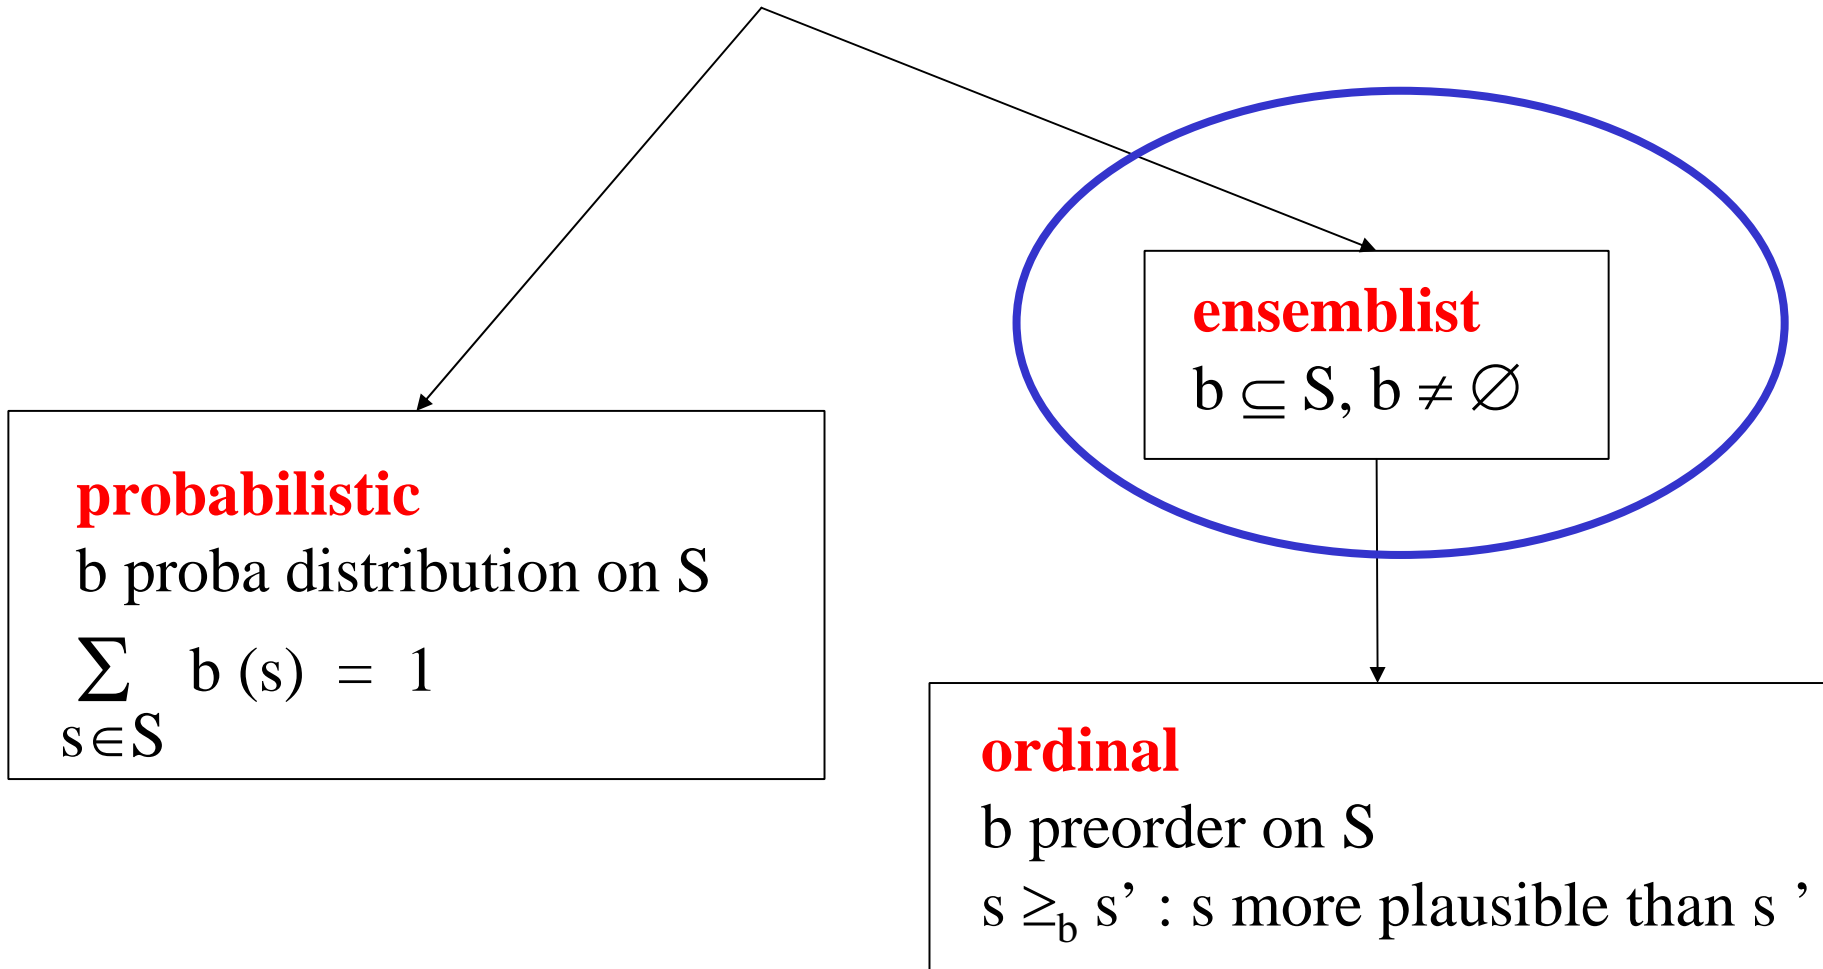 ensemblist
b ⊆ S, b ≠ ∅
probabilistic
b proba distribution on S
∑ b (s) = 1
s∈S
ordinal
b preorder on S
s ≥b s’ : s more plausible than s ’